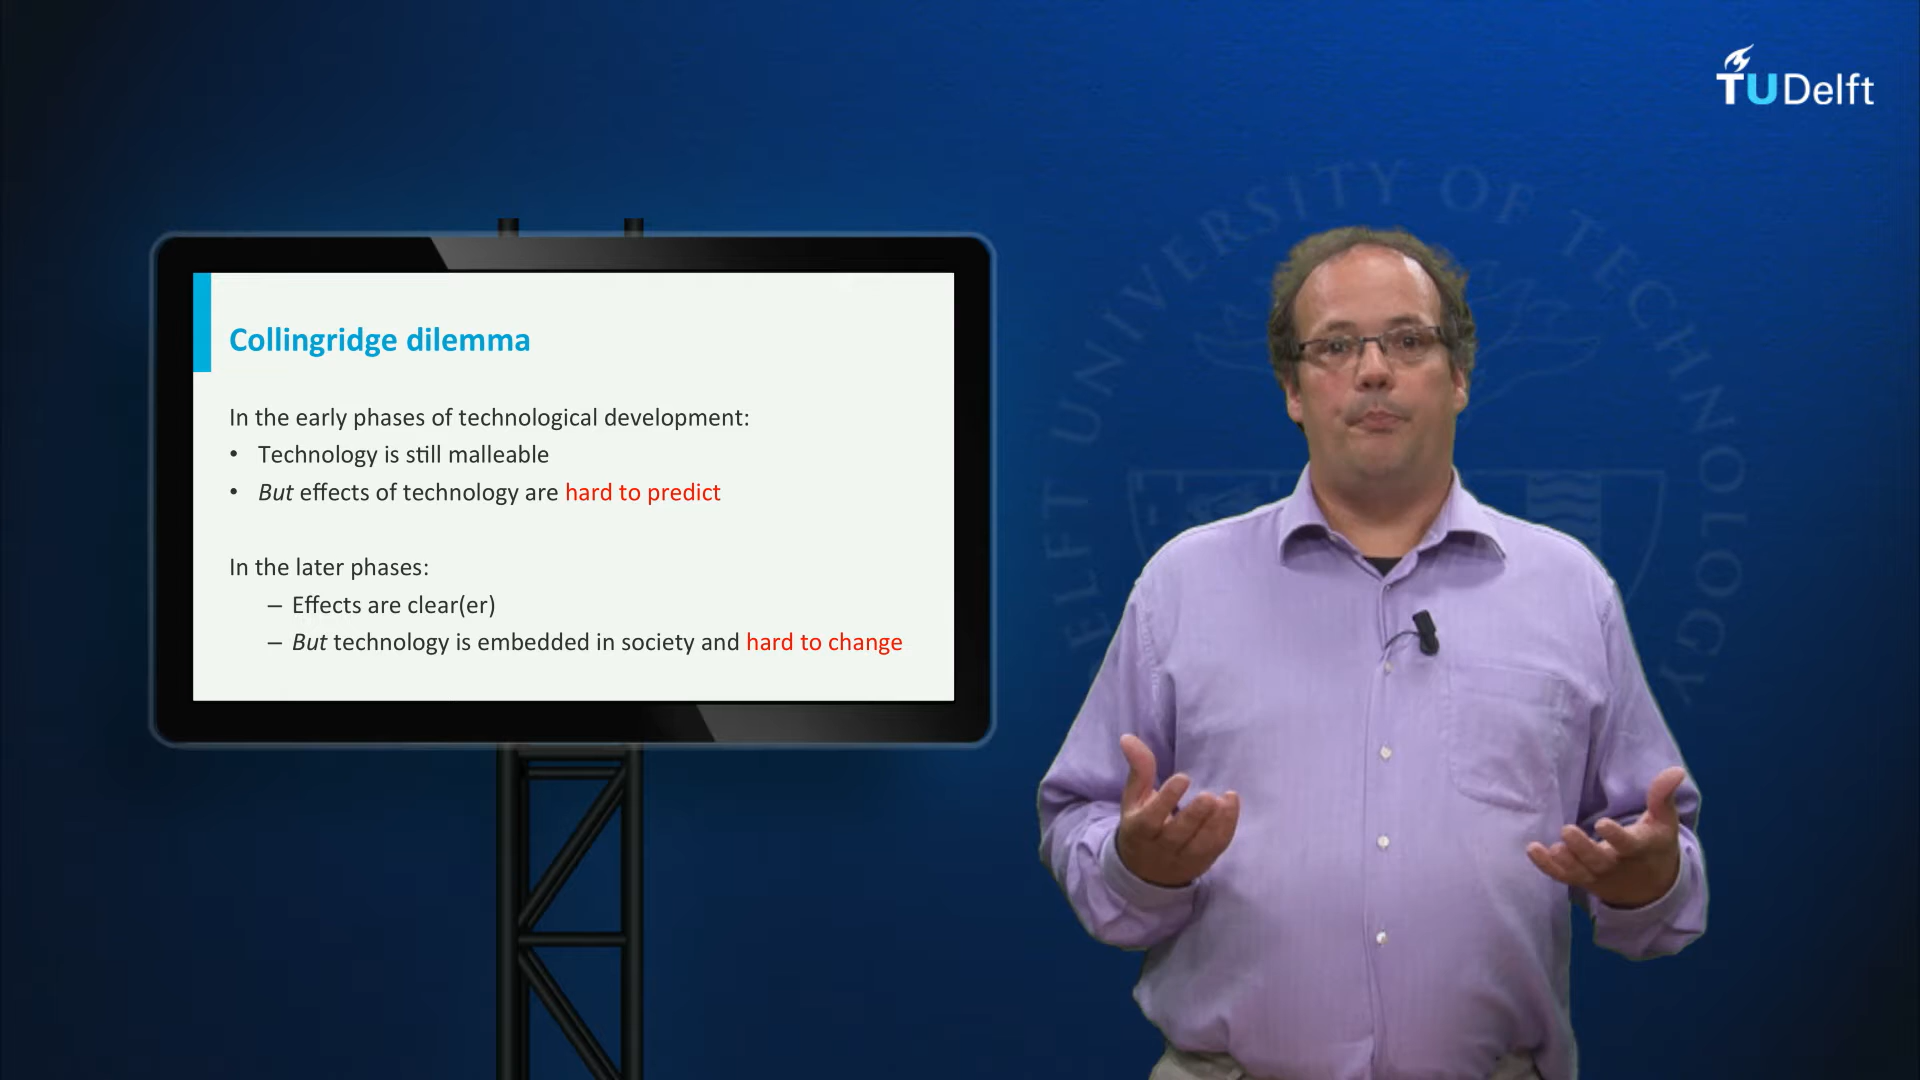 TU Delft
DELFT UNIVERSITY OF TECHNOLOGY
Collingridge dilemma
In the early phases of technological development:
• Technology is still malleable
• But effects of technology are hard to predict
In the later phases:
– Effects are clear(er)
– But technology is embedded in society and hard to change